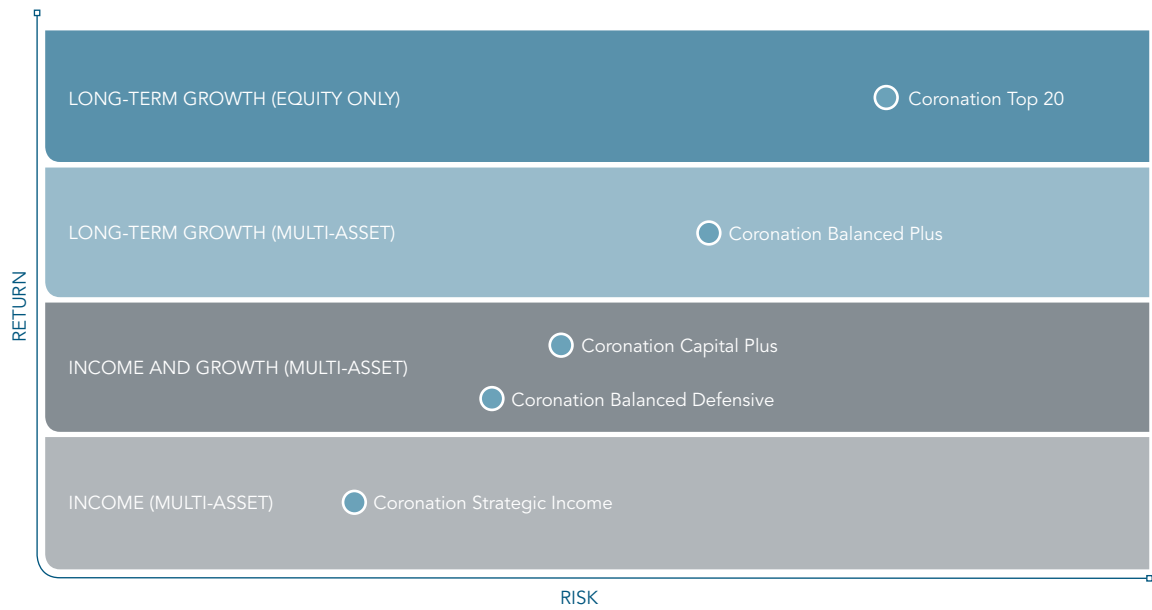 LONG-TERM GROWTH (EQUITY ONLY)
Coronation Top 20
LONG-TERM GROWTH (MULTI-ASSET)
Coronation Balanced Plus
RETURN
INCOME AND GROWTH (MULTI-ASSET)
Coronation Capital Plus
Coronation Balanced Defensive
INCOME (MULTI-ASSET)
Coronation Strategic Income
RISK